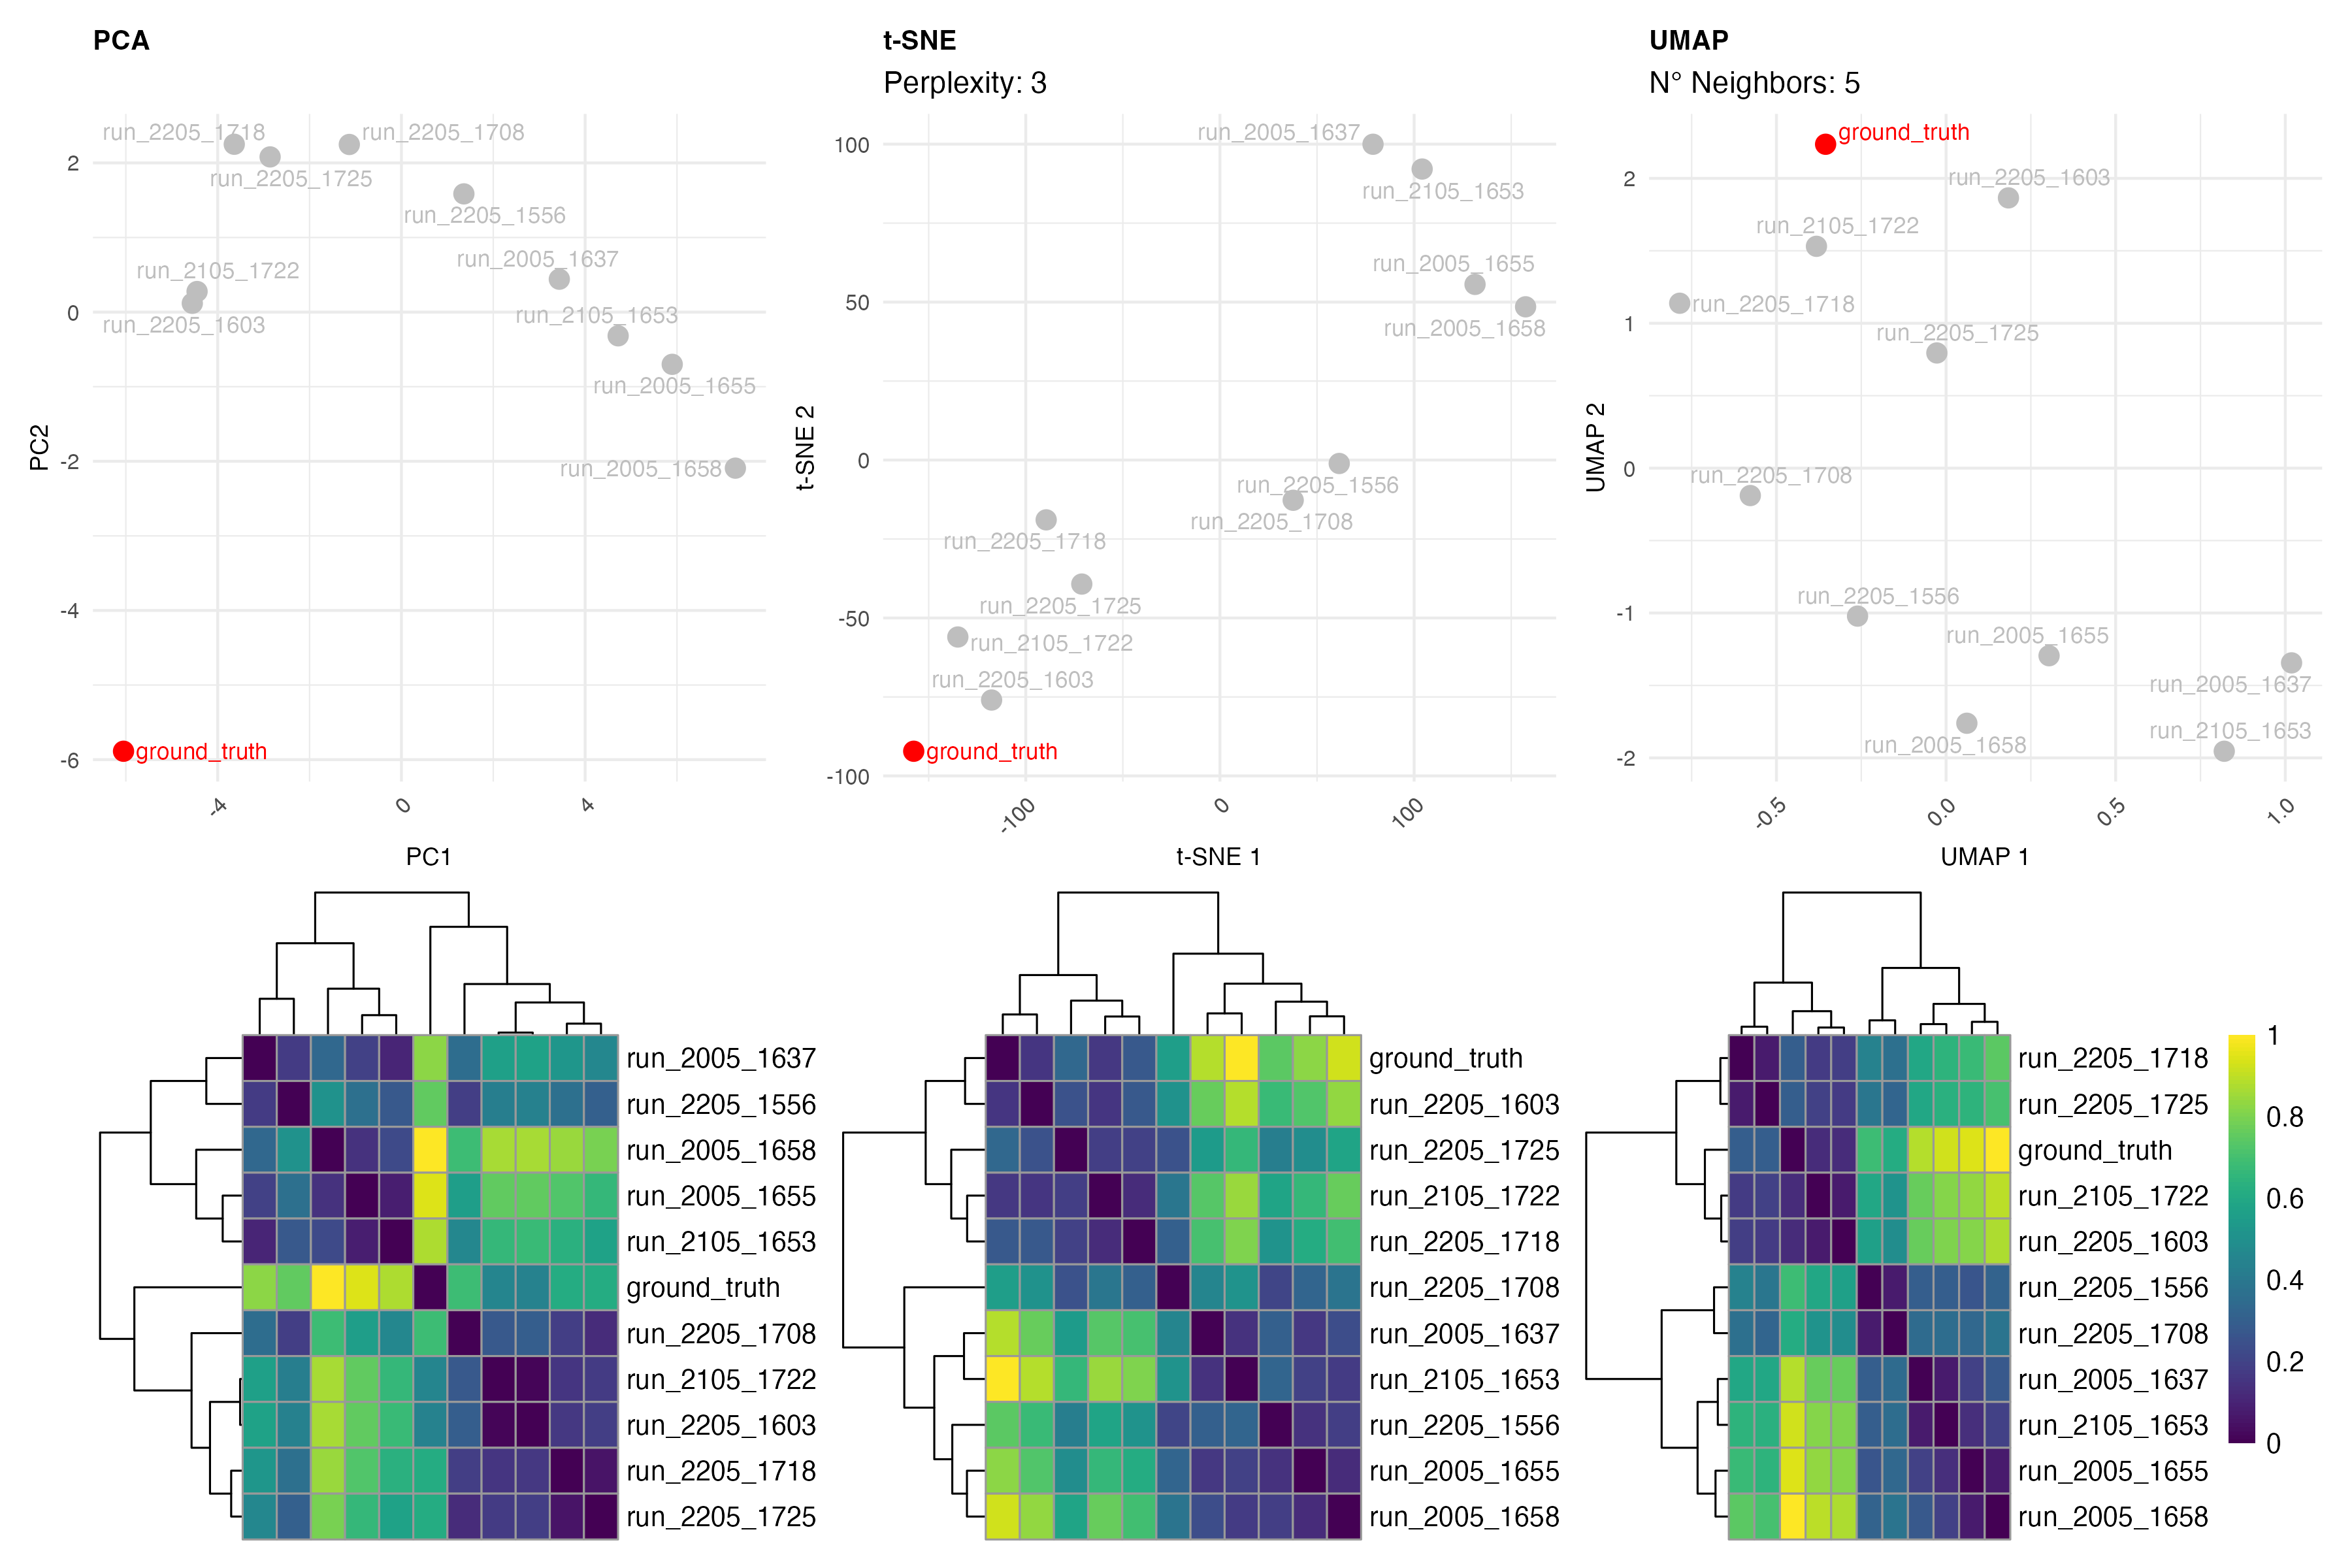 PCA
run_2205_1718
run_2205_1708
run_2205_1725
run_2205_1556
run_2105_1722
run_2005_1637
run_2205_1603
run_2105_1653
run_2005_1655
run_2005_1658
ground_truth
2
0
-2
-4
-6
PC2
-4
0
4
PC1
t-SNE
Perplexity: 3
run_2005_1637
run_2105_1653
run_2005_1655
run_2005_1658
run_2205_1556
run_2205_1708
run_2205_1718
run_2205_1725
run_2105_1722
run_2205_1603
ground_truth
100
50
0
-50
-100
t-SNE 2
-100
0
100
t-SNE 1
UMAP
N° Neighbors: 5
ground_truth
run_2205_1603
run_2105_1722
run_2205_1718
run_2205_1725
run_2205_1708
run_2205_1556
run_2005_1655
run_2005_1637
run_2105_1653
run_2005_1658
2
1
0
-1
-2
UMAP 2
-0.5
0.0
0.5
1.0
UMAP 1
run_2005_1637
run_2205_1556
run_2005_1658
run_2005_1655
run_2105_1653
ground_truth
run_2205_1708
run_2105_1722
run_2205_1603
run_2205_1718
run_2205_1725
ground_truth
run_2205_1603
run_2205_1725
run_2105_1722
run_2205_1718
run_2205_1708
run_2005_1637
run_2105_1653
run_2205_1556
run_2005_1655
run_2005_1658
run_2205_1718
run_2205_1725
ground_truth
run_2105_1722
run_2205_1603
run_2205_1556
run_2205_1708
run_2005_1637
run_2105_1653
run_2005_1655
run_2005_1658
1
0.8
0.6
0.4
0.2
0